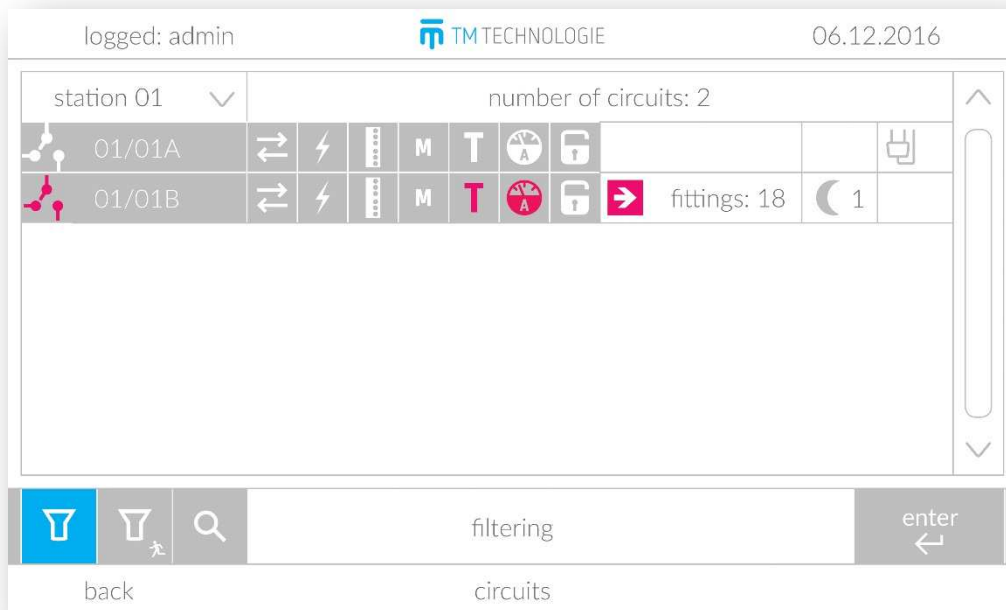 logged: admin TM TECHNOLOGIE 06.12.2016
station 01 number of circuits: 2
01/01A M T A
01/01B M T A fittings: 18 1
filtering enter
back circuits